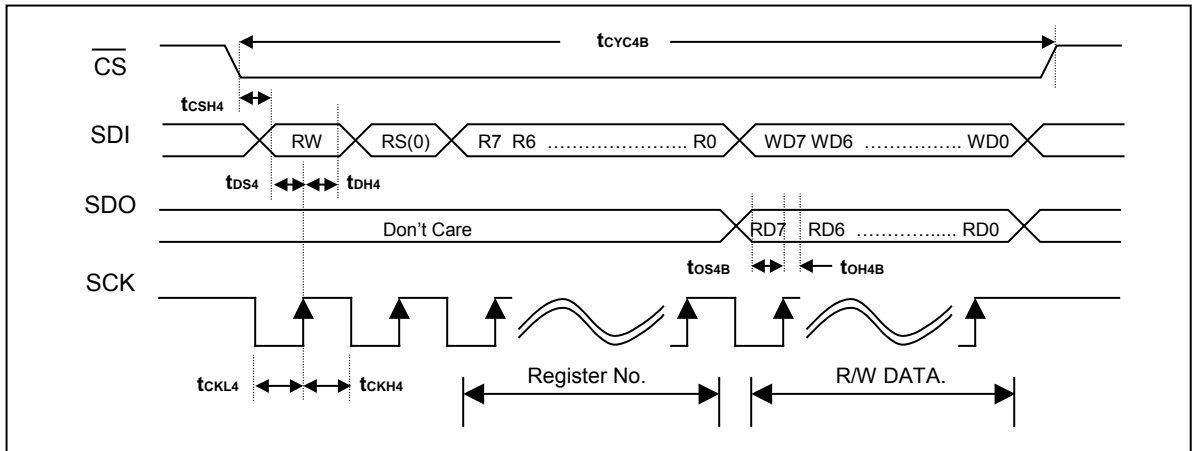 tCYC4B
CS
tCSH4
SDI
RW RS(0) R7 R6 ........................ R0 WD7 WD6 ................ WD0
tDS4 tDH4
SDO
Don't Care RD7 RD6 ................. RD0
tOS4B tOH4B
SCK
tCKL4 tCKH4
Register No. R/W DATA.